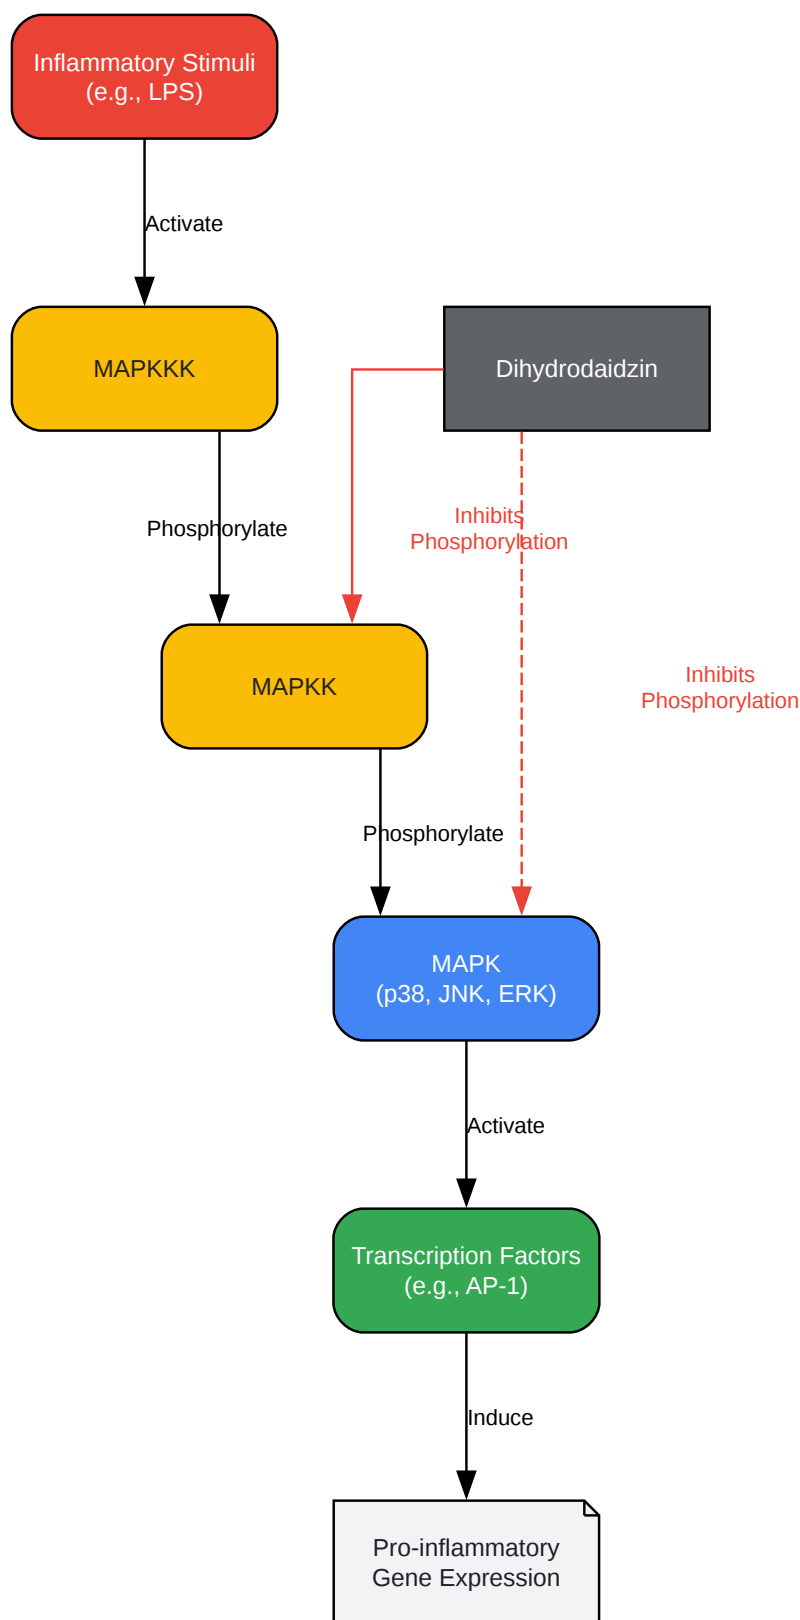 Inflammatory Stimuli
(e.g., LPS)
Activate
MAPKKK
Dihydrodaidzin
Phosphorylate
Inhibits
Phosphorylation
MAPKK
Inhibits
Phosphorylation
Phosphorylate
MAPK
(p38, JNK, ERK)
Activate
Transcription Factors
(e.g., AP-1)
Induce
Pro-inflammatory
Gene Expression